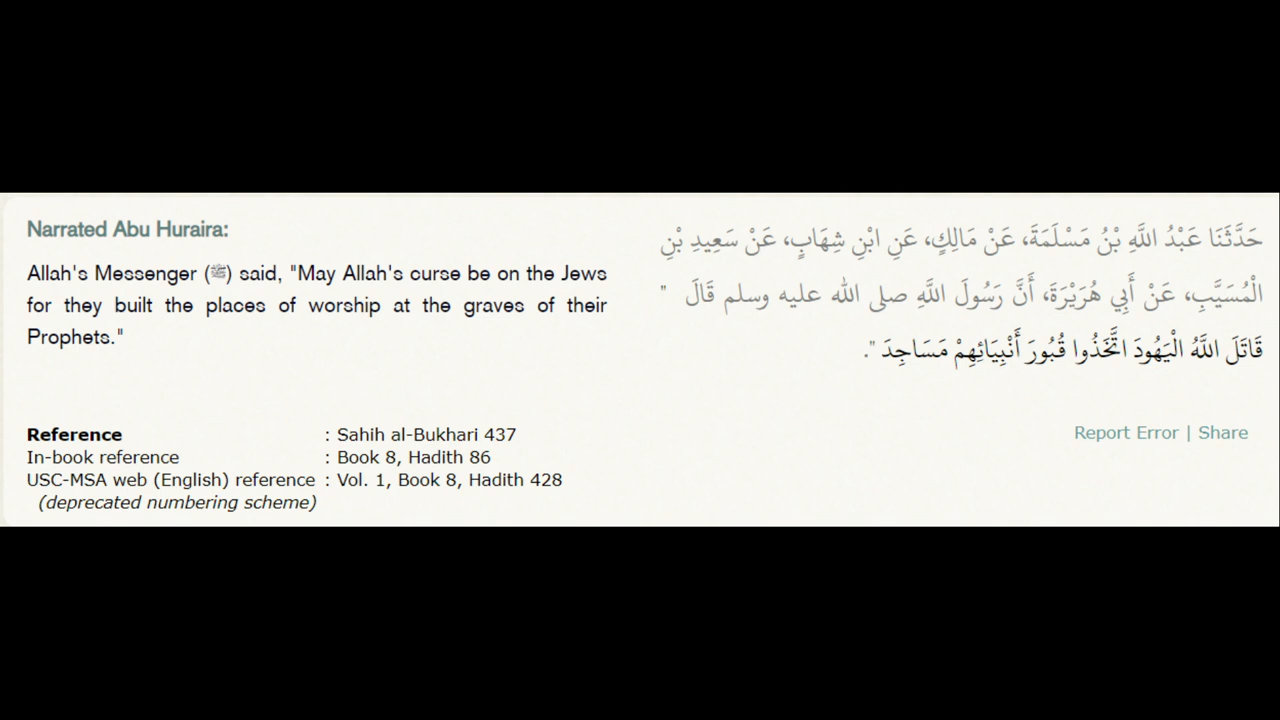 Narrated Abu Huraira:
Allah's Messenger (ﷺ) said, "May Allah's curse be on the Jews
for they built the places of worship at the graves of their
Prophets."
حَدَّثَنَا عَبْدُ اللَّهِ بْنُ مَسْلَمَةَ، عَنْ مَالِكٍ، عَنِ ابْنِ شِهَابٍ، عَنْ سَعِيدِ بْنِ
الْمُسَيَّبِ، عَنْ أَبِي هُرَيْرَةَ، أَنَّ رَسُولَ اللَّهِ صلى الله عليه وسلم قَالَ ‏"‏
قَاتَلَ اللَّهُ الْيَهُودَ اتَّخَذُوا قُبُورَ أَنْبِيَائِهِمْ مَسَاجِدَ ‏"‏‏.‏
Reference : Sahih al-Bukhari 437
In-book reference : Book 8, Hadith 86
USC-MSA web (English) reference : Vol. 1, Book 8, Hadith 428
(deprecated numbering scheme)
Report Error | Share